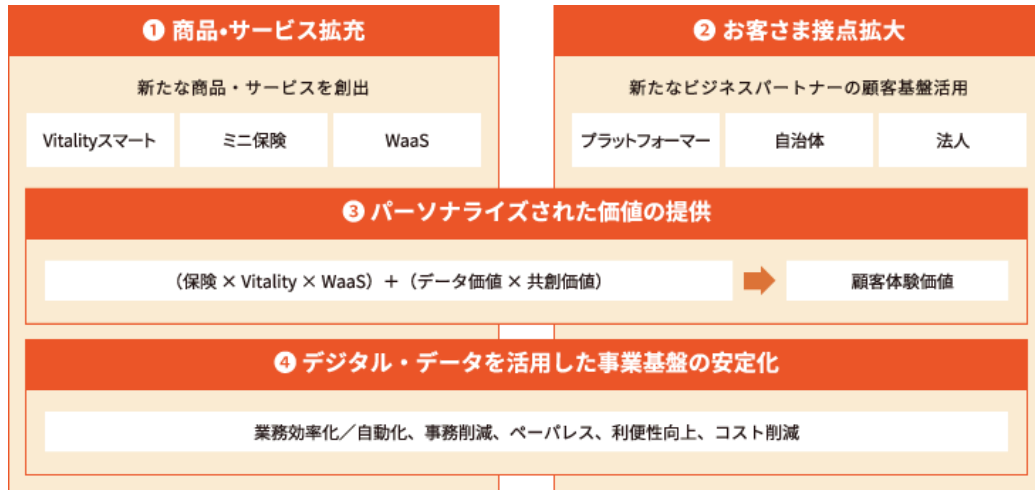 ❶ 商品・サービス拡充
新たな商品・サービスを創出
Vitalityスマート
ミニ保険
WaaS
❷ お客さま接点拡大
新たなビジネスパートナーの顧客基盤活用
プラットフォーマー
自治体
法人
❸ パーソナライズされた価値の提供
（保険 × Vitality × WaaS）＋（データ価値 × 共創価値）
顧客体験価値
❹ デジタル・データを活用した事業基盤の安定化
業務効率化／自動化、事務削減、ペーパレス、利便性向上、コスト削減